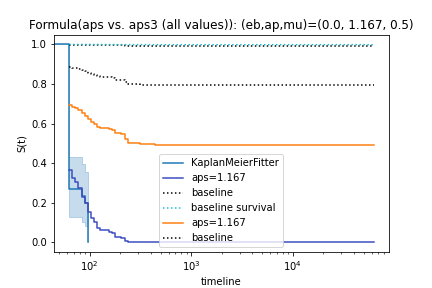 Formula(aps vs. aps3 (all values)): (eb,ap,mu)=(0.0, 1.167, 0.5)
1.0
0.8
0.6
0.4
0.2
0.0
S(t)
KaplanMeierFitter
aps=1.167
baseline
baseline survival
aps=1.167
baseline
10²
10³
10⁴
timeline